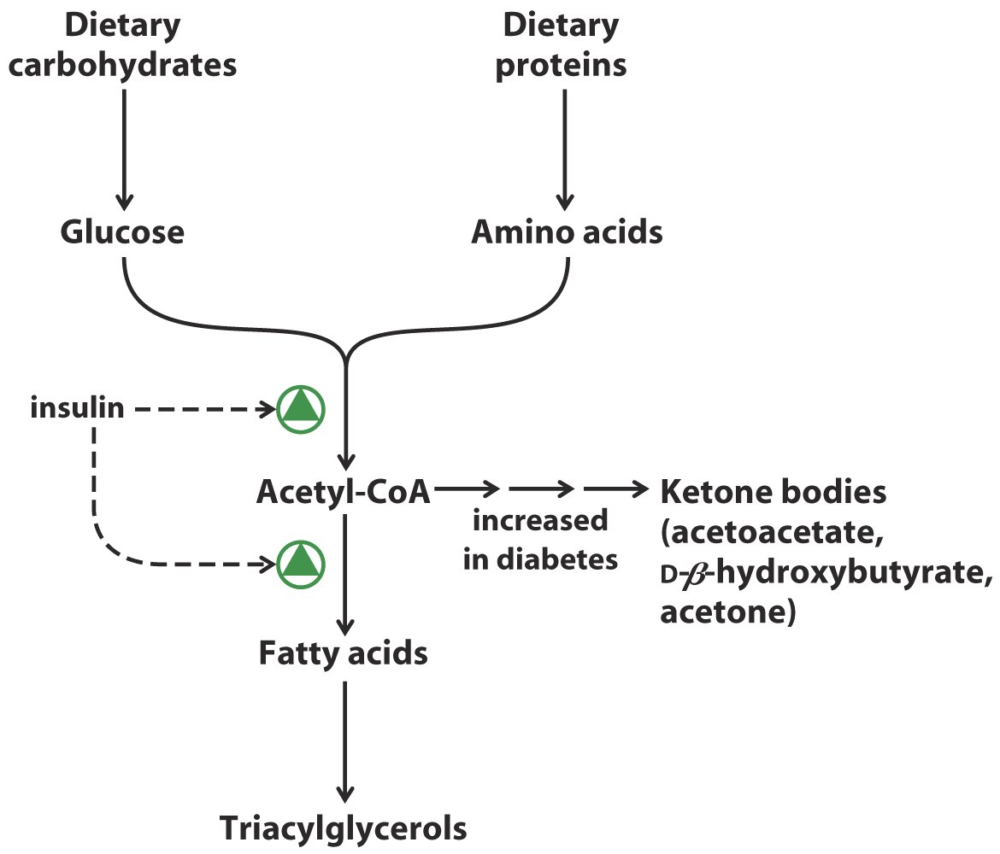 Dietary
carbohydrates
Dietary
proteins
Glucose
Amino acids
insulin
Acetyl-CoA
increased
in diabetes
Ketone bodies
(acetoacetate,
D-β-hydroxybutyrate,
acetone)
Fatty acids
Triacylglycerols